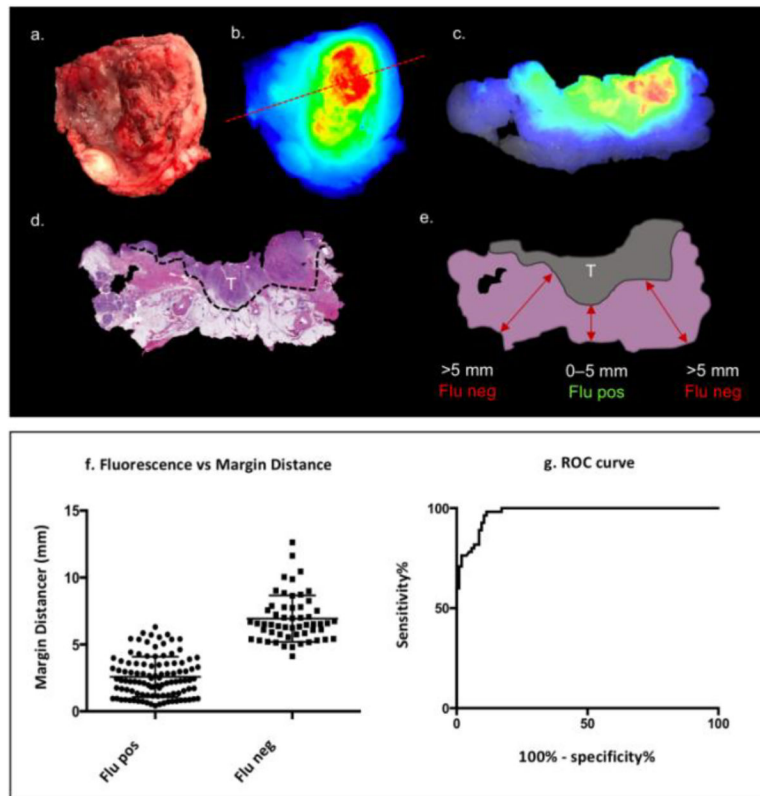 a.
b.
c.
d.
T
e.
T
>5 mm 0–5 mm >5 mm
Flu neg Flu pos Flu neg
f. Fluorescence vs Margin Distance
15
10
5
0
Margin Distancer (mm)
Flu pos
Flu neg
g. ROC curve
100
50
0
Sensitivity%
0 50 100
100% - specificity%